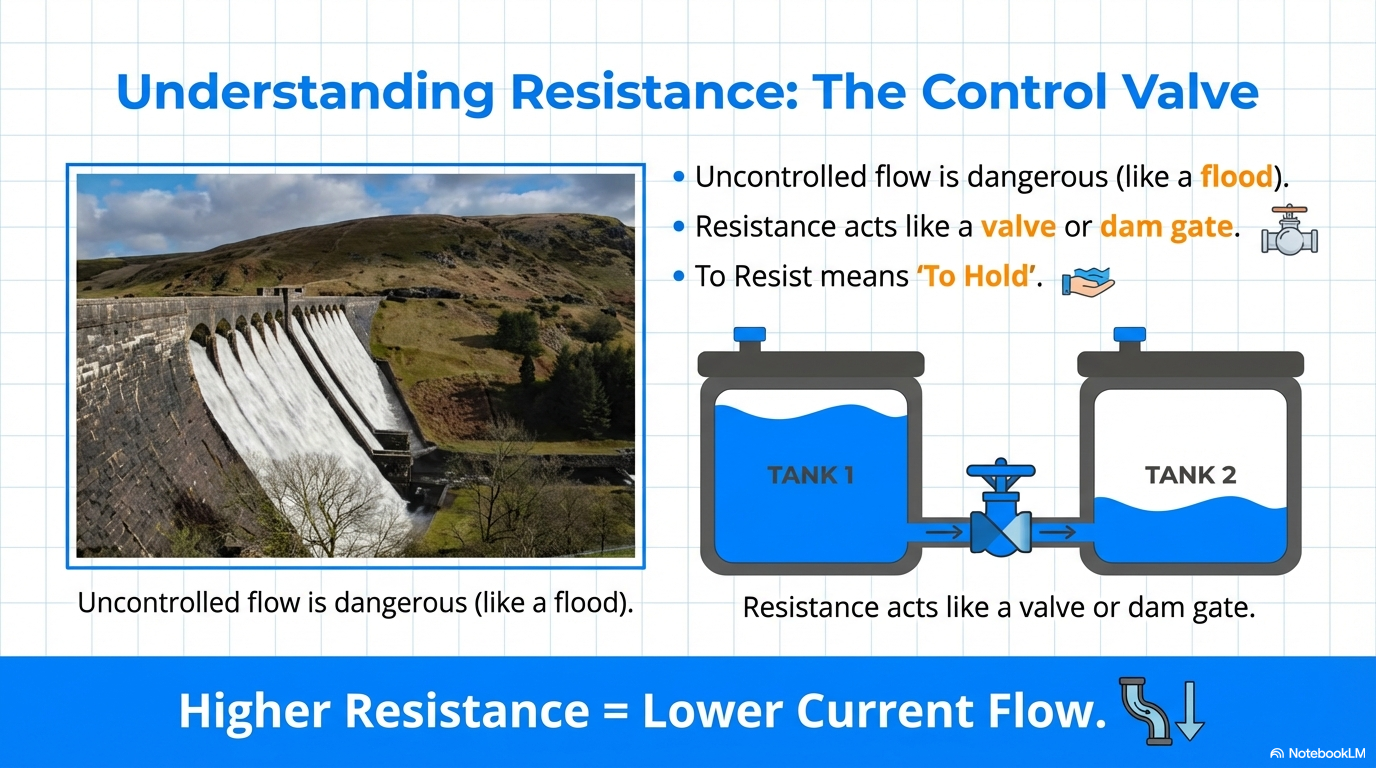 Understanding Resistance: The Control Valve
• Uncontrolled flow is dangerous (like a flood).
• Resistance acts like a valve or dam gate.
• To Resist means ‘To Hold’.
TANK 1
TANK 2
Uncontrolled flow is dangerous (like a flood).
Resistance acts like a valve or dam gate.
Higher Resistance = Lower Current Flow.
NotebookLM